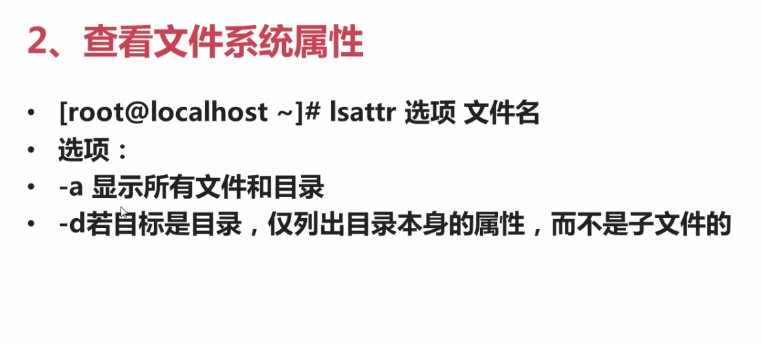 2、查看文件系统属性
• [root@localhost ~]# lsattr 选项 文件名
• 选项：
• -a 显示所有文件和目录
• -d若目标是目录，仅列出目录本身的属性，而不是子文件的